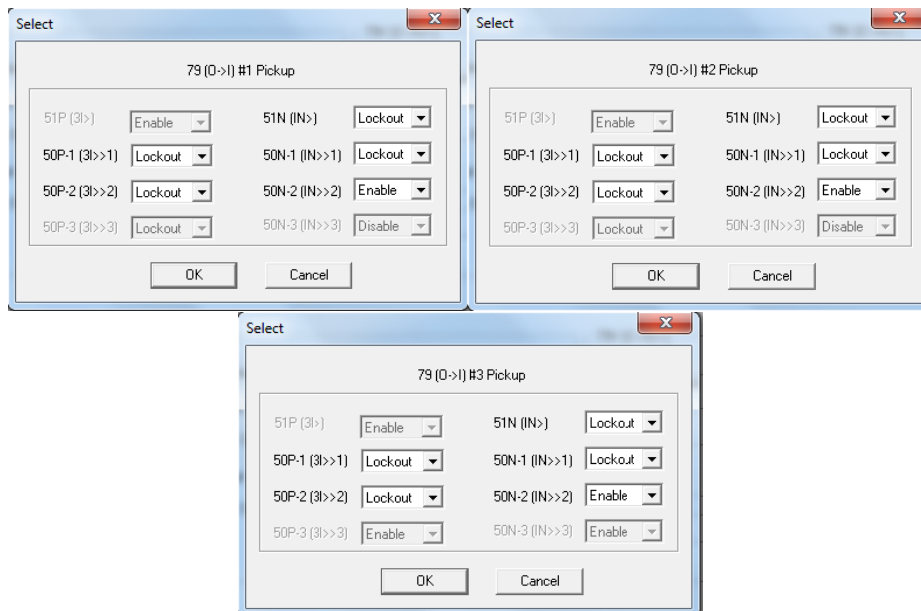 Select
79 (O->I) #1 Pickup
51P (3I>) Enable 51N (IN>) Lockout
50P-1 (3I>>1) Lockout 50N-1 (IN>>1) Lockout
50P-2 (3I>>2) Lockout 50N-2 (IN>>2) Enable
50P-3 (3I>>3) Lockout 50N-3 (IN>>3) Disable
OK Cancel
Select
79 (O->I) #2 Pickup
51P (3I>) Enable 51N (IN>) Lockout
50P-1 (3I>>1) Lockout 50N-1 (IN>>1) Lockout
50P-2 (3I>>2) Lockout 50N-2 (IN>>2) Enable
50P-3 (3I>>3) Lockout 50N-3 (IN>>3) Disable
OK Cancel
Select
79 (O->I) #3 Pickup
51P (3I>) Enable 51N (IN>) Lockout
50P-1 (3I>>1) Lockout 50N-1 (IN>>1) Lockout
50P-2 (3I>>2) Lockout 50N-2 (IN>>2) Enable
50P-3 (3I>>3) Enable 50N-3 (IN>>3) Enable
OK Cancel